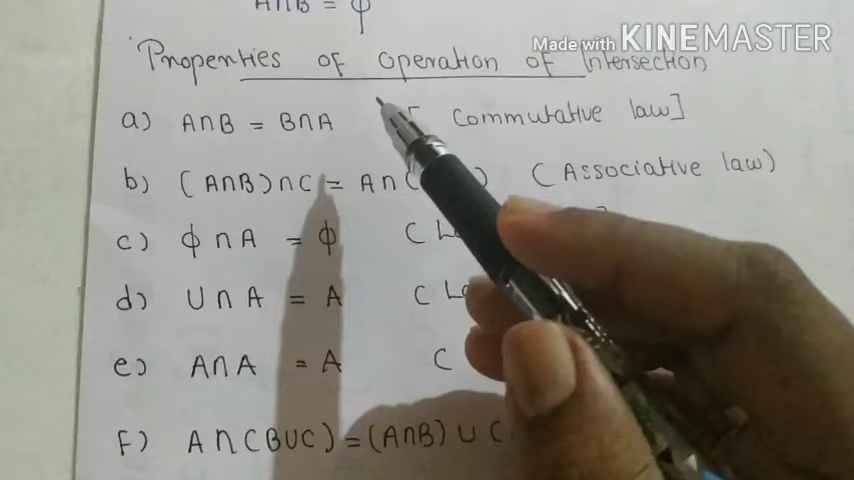 A∩B = ϕ
Made with KINEMASTER
Properties of Operation of Intersection
a) A∩B = B∩A [ Commutative law]
b) (A∩B)∩C = A∩( ) (Associative law)
c) ϕ∩A = ϕ (
d) U∩A = A (
e) A∩A = A (
f) A∩(B∪C) = (A∩B) ∪ (